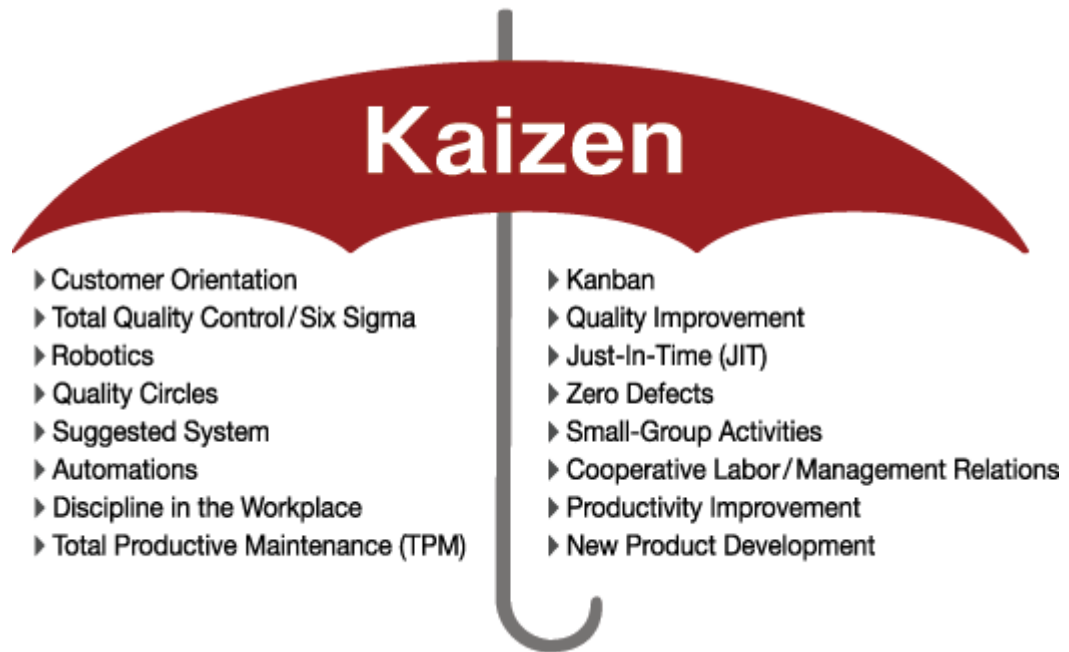 Kaizen
Customer Orientation
Total Quality Control/Six Sigma
Robotics
Quality Circles
Suggested System
Automations
Discipline in the Workplace
Total Productive Maintenance (TPM)
Kanban
Quality Improvement
Just-In-Time (JIT)
Zero Defects
Small-Group Activities
Cooperative Labor/Management Relations
Productivity Improvement
New Product Development